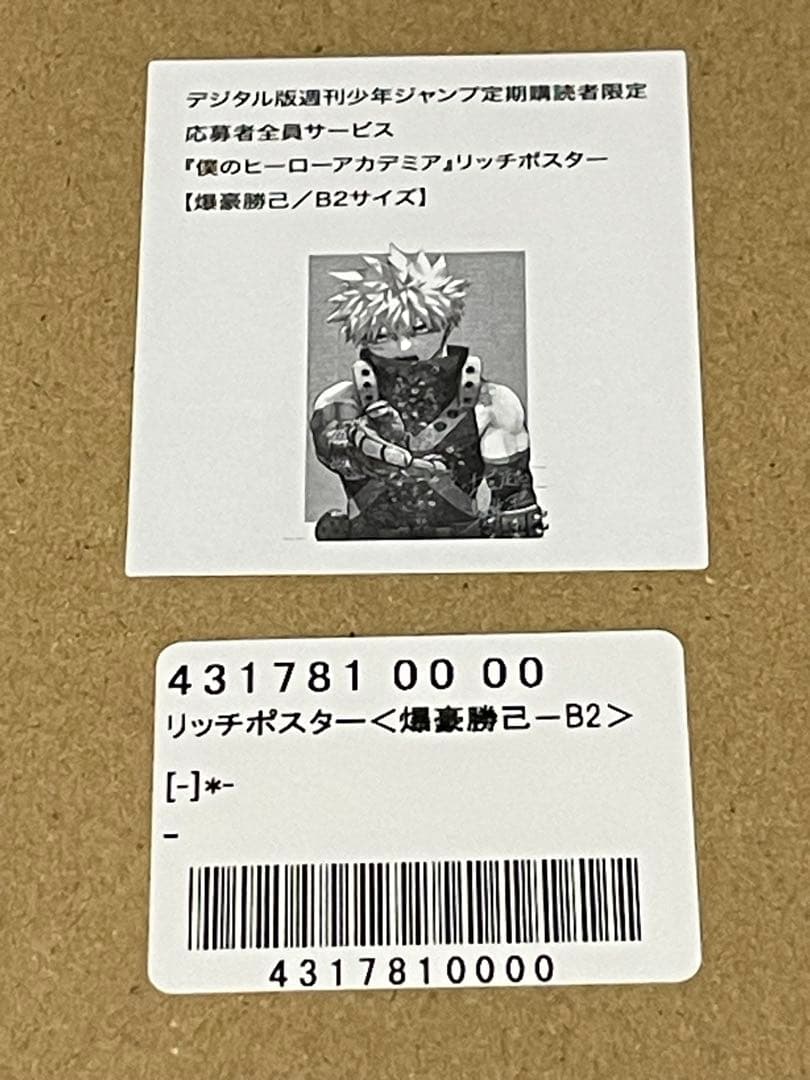 デジタル版週刊少年ジャンプ定期購読者限定
応募者全員サービス
『僕のヒーローアカデミア』リッチポスター
【爆豪勝己／B2サイズ】
431781 00 00
リッチポスター＜爆豪勝己－B2＞
[-]*-
-
4317810000